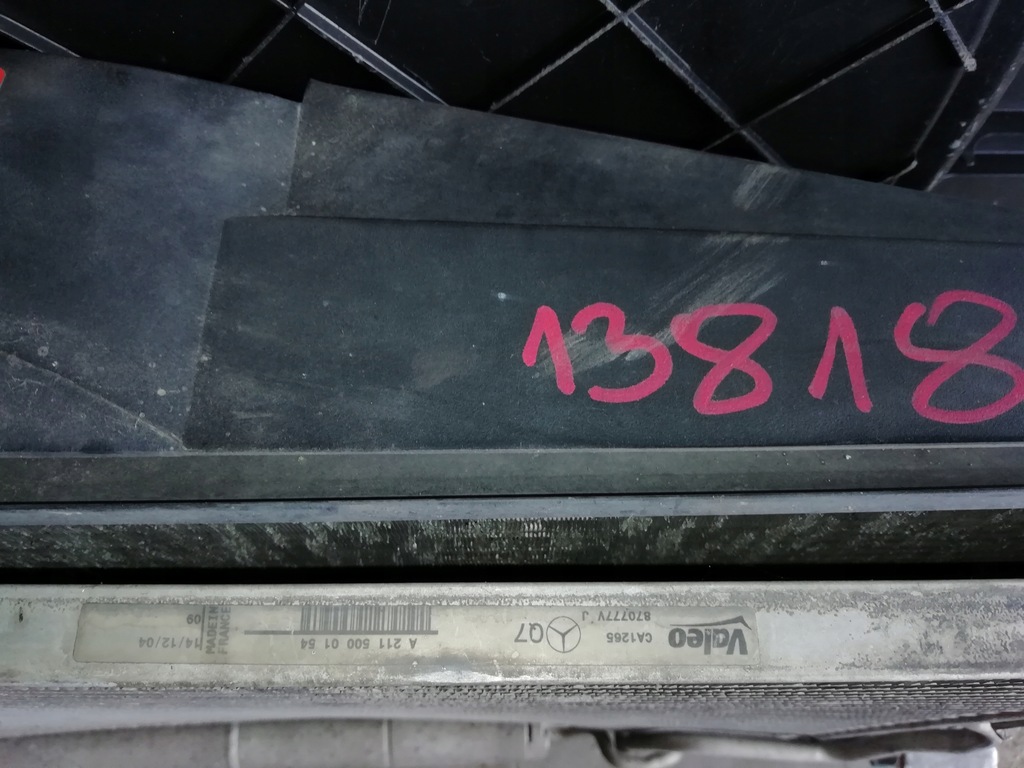 13818
Valeo
CA1265
870777V J
Q7
A 211 500 01 54
MADE IN
FRANCE
14/12/04
09